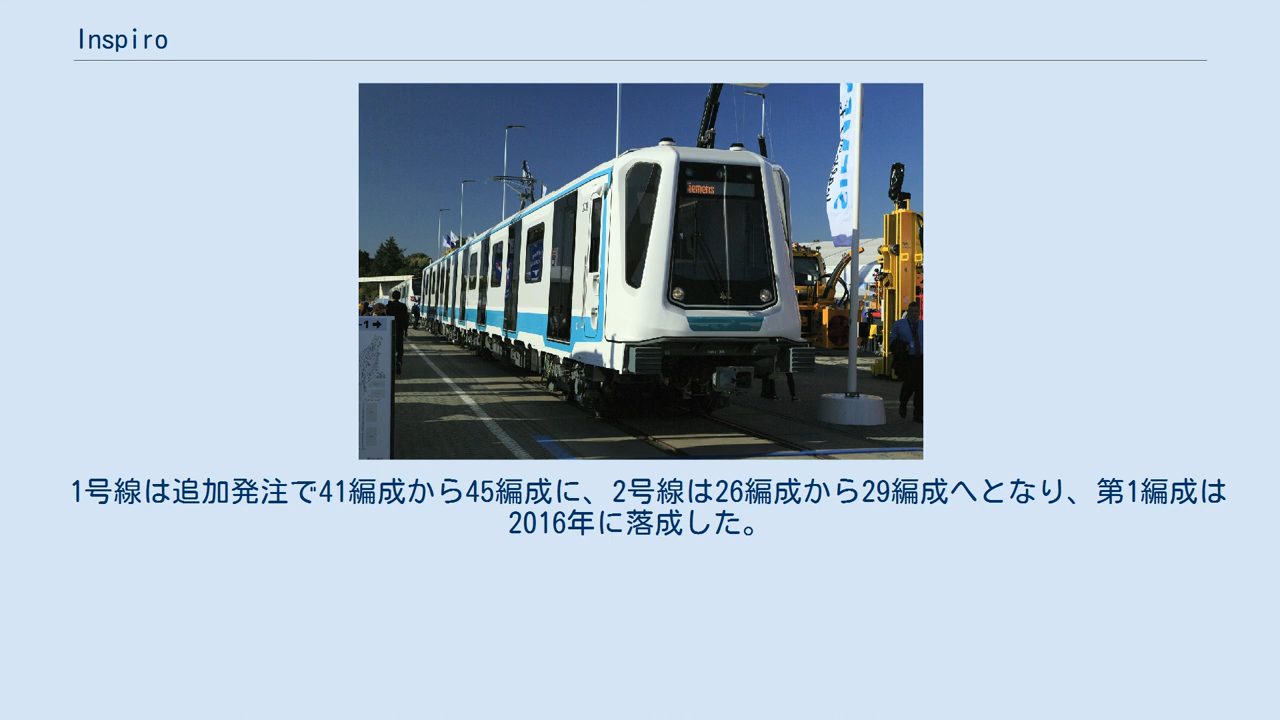 Inspiro
Siemens
-1 →
1号線は追加発注で41編成から45編成に、2号線は26編成から29編成へとなり、第1編成は
2016年に落成した。